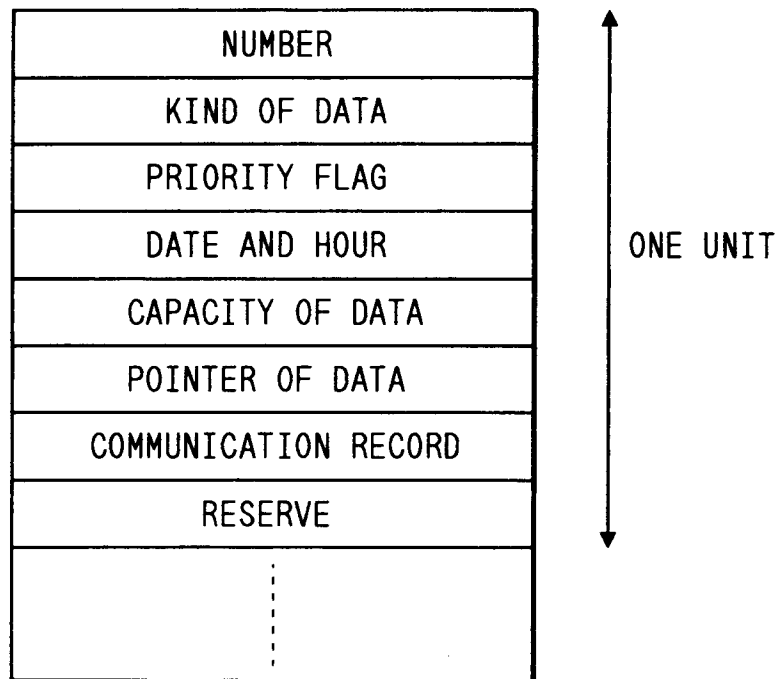 NUMBER
KIND OF DATA
PRIORITY FLAG
DATE AND HOUR
ONE UNIT
CAPACITY OF DATA
POINTER OF DATA
COMMUNICATION RECORD
RESERVE